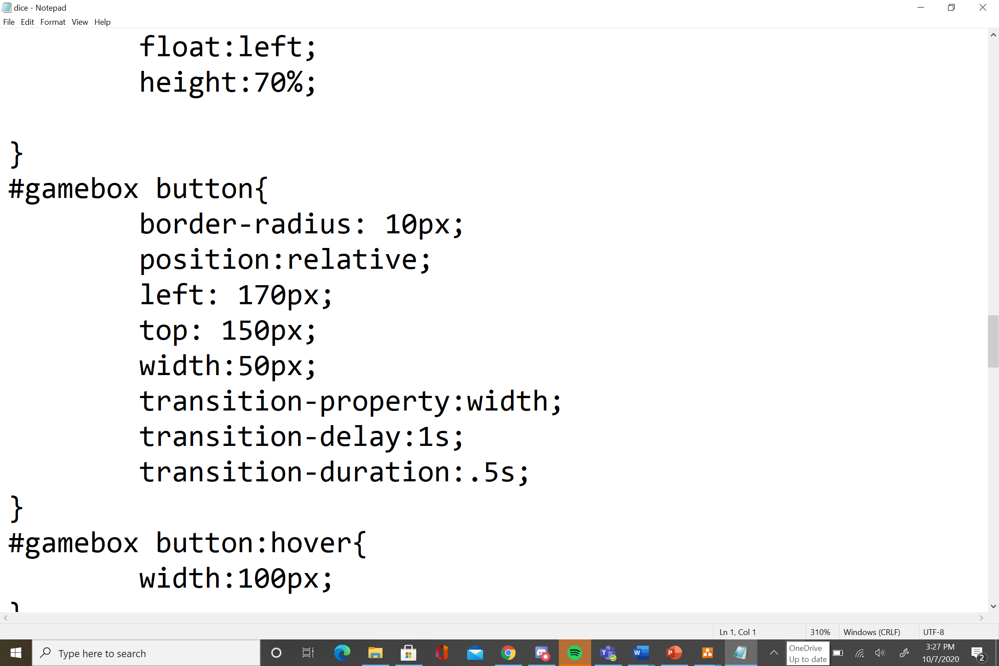 dice - Notepad
File Edit Format View Help
float:left;
height:70%;
}
#gamebox button{
border-radius: 10px;
position:relative;
left: 170px;
top: 150px;
width:50px;
transition-property:width;
transition-delay:1s;
transition-duration:.5s;
}
#gamebox button:hover{
width:100px;
}
Ln 1, Col 1
310%
Windows (CRLF)
UTF-8
Type here to search
OneDrive
Up to date
3:27 PM
10/7/2020
2